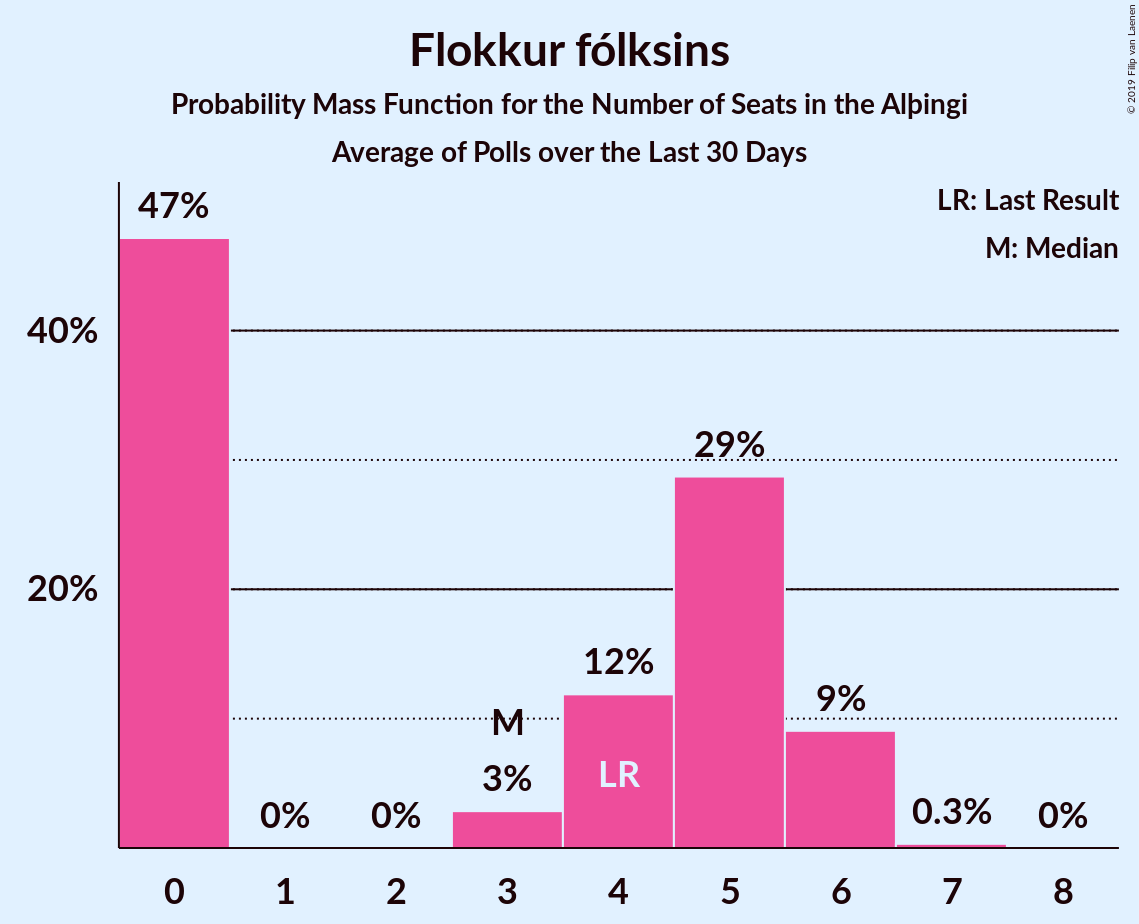 Flokkur fólksins
Probability Mass Function for the Number of Seats in the Alþingi
Average of Polls over the Last 30 Days
© 2019 Filip van Laenen
LR: Last Result
M: Median
47%
40%
29%
20%
12%
9%
M
LR
3%
0%
0%
0.3%
0%
0 1 2 3 4 5 6 7 8